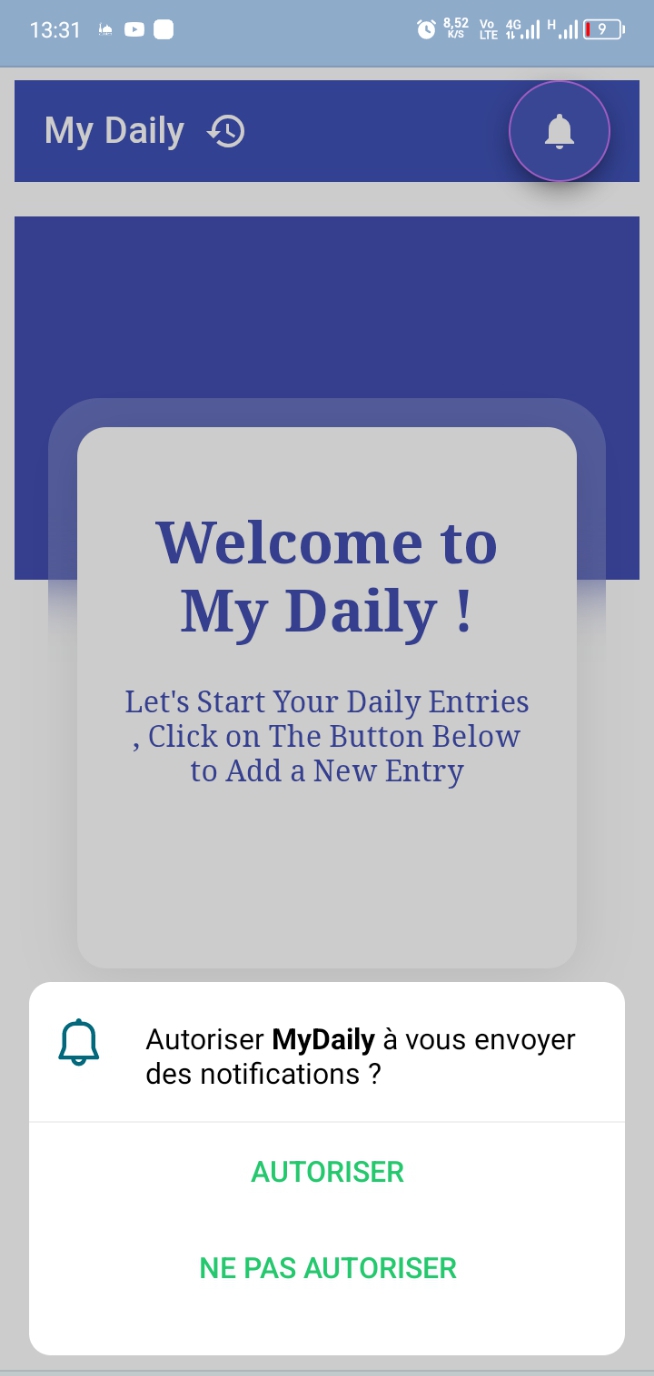 13:31
8,52
K/S
Vo
LTE
4G
H
9
My Daily
Welcome to
My Daily !
Let's Start Your Daily Entries
, Click on The Button Below
to Add a New Entry
Autoriser MyDaily à vous envoyer
des notifications ?
AUTORISER
NE PAS AUTORISER